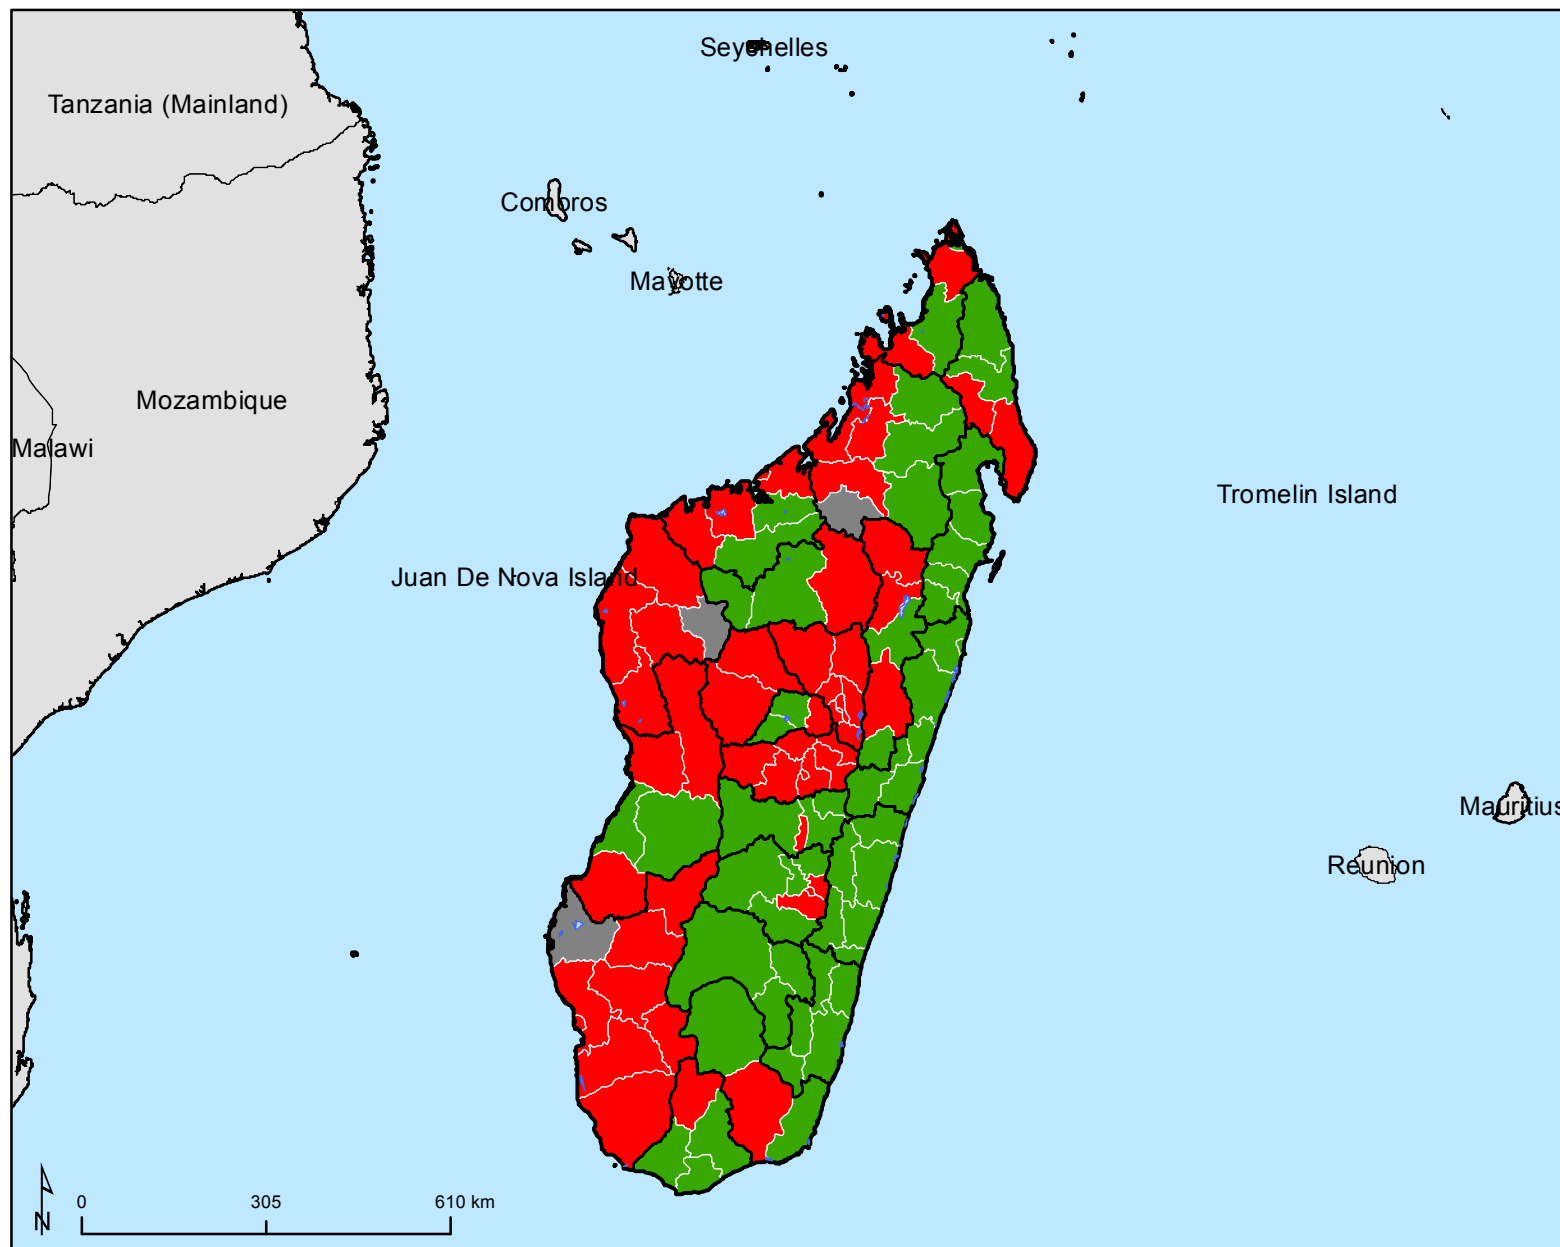 Seychelles
Tanzania (Mainland)
Comoros
Mayotte
Mozambique
Malawi
Tromelin Island
Juan De Nova Island
Mauritius
Reunion
0 305 610 km
N